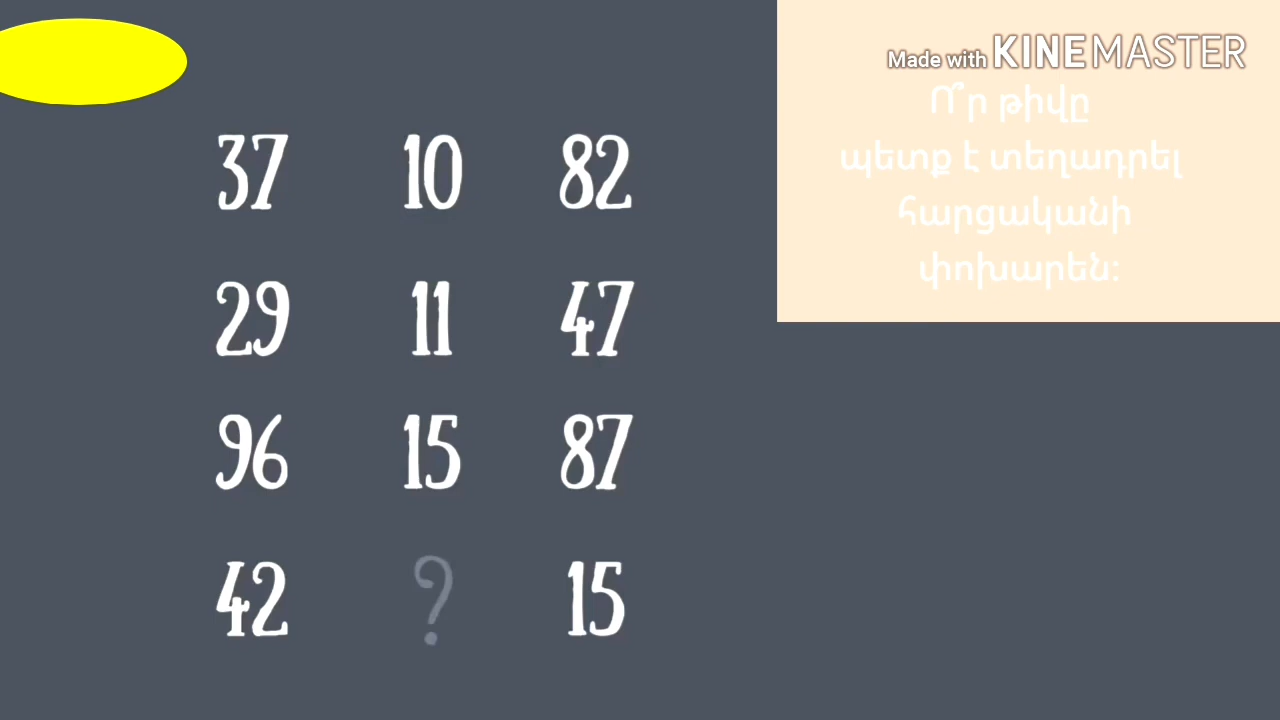 Made with KINEMASTER
Ո՞ր թիվը
պետք է տեղադրել
հարցականի
փոխարեն:
37 10 82
29 11 47
96 15 87
42 ? 15